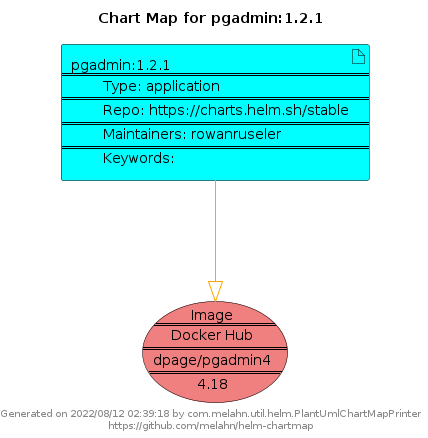 Chart Map for pgadmin:1.2.1
pgadmin:1.2.1
Type: application
Repo: https://charts.helm.sh/stable
Maintainers: rowanruseler
Keywords:
Image
Docker Hub
dpage/pgadmin4
4.18
Generated on 2022/08/12 02:39:18 by com.melahn.util.helm.PlantUmlChartMapPrinter
https://github.com/melahn/helm-chartmap